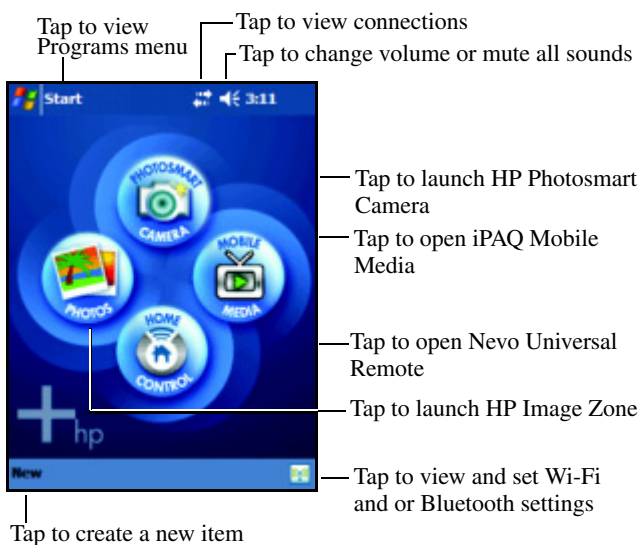 Tap to view
Programs menu
Tap to view connections
Tap to change volume or mute all sounds
Start
3:11
PHOTOSMART
CAMERA
Tap to launch HP Photosmart
Camera
MOBILE
MEDIA
Tap to open iPAQ Mobile
Media
PHOTOS
HOME
CONTROL
Tap to open Nevo Universal
Remote
Tap to launch HP Image Zone
hp
New
Tap to view and set Wi-Fi
and or Bluetooth settings
Tap to create a new item